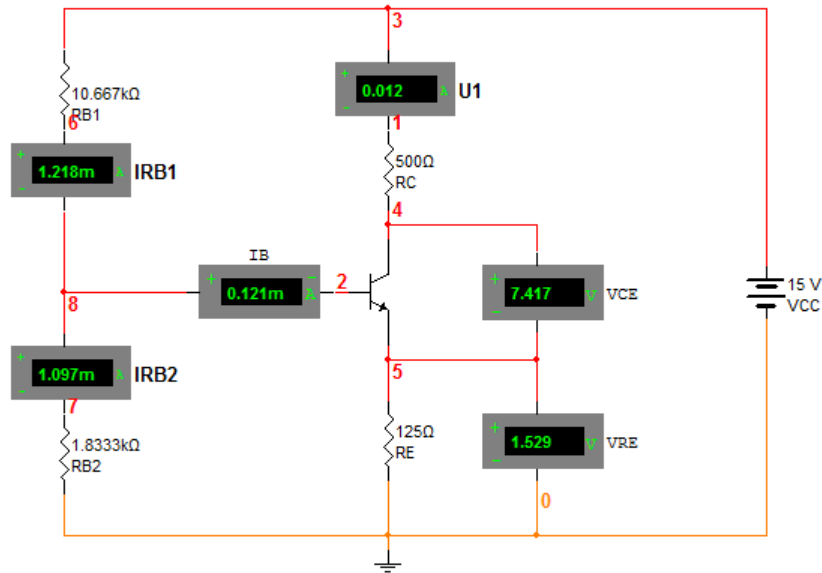 3
10.667kΩ
RB1
6
+
0.012 A
-
U1
1
+
1.218m A
-
IRB1
500Ω
RC
4
IB
+
0.121m A
-
2
8
+
7.417 V
-
VCE
15 V
VCC
+
1.097m A
-
IRB2
5
7
1.8333kΩ
RB2
125Ω
RE
+
1.529 V
-
VRE
0